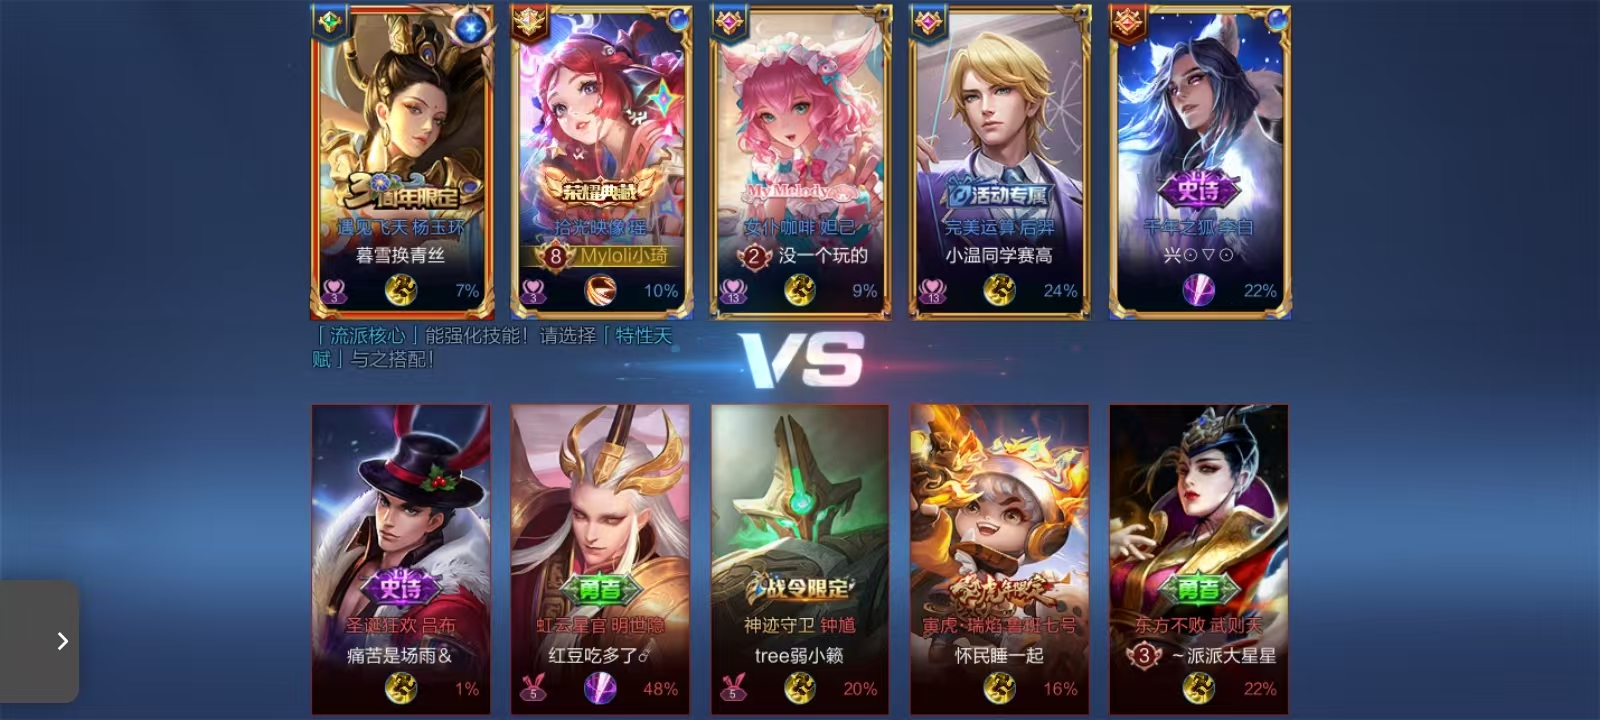 3周年限定
遇见飞天 杨玉环
暮雪换青丝
3
7%
荣耀典藏
拾光映像 瑶
8 Myloli小琦
3
10%
My Melody
女仆咖啡 妲己
2 没一个玩的
13
9%
活动专属
完美运算 后羿
小温同学赛高
13
24%
史诗
千年之狐 李白
兴⊙▽⊙
22%
「流派核心」能强化技能！请选择「特性天
赋」与之搭配！
VS
史诗
圣诞狂欢 吕布
痛苦是场雨&
1%
勇者
虹云星官 明世隐
红豆吃多了♂
5
48%
战令限定
神迹守卫 钟馗
tree弱小籁
5
20%
虎年限定
寅虎·瑞焰 鲁班七号
怀民睡一起
16%
勇者
东方不败 武则天
3 ～派派大星星
22%